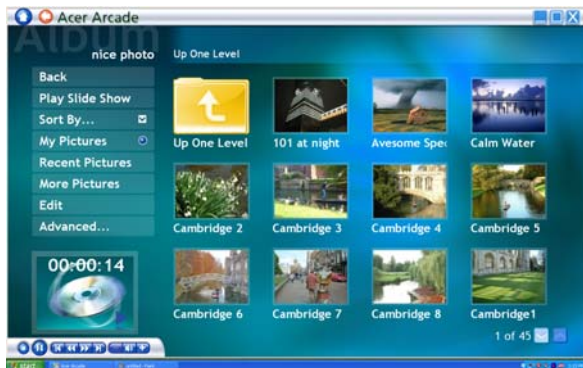 Acer Arcade
Album
nice photo
Up One Level
Back
Play Slide Show
Sort By...
My Pictures
Recent Pictures
More Pictures
Edit
Advanced...
00:00:14
Up One Level
101 at night
Avesome Spec
Calm Water
Cambridge 2
Cambridge 3
Cambridge 4
Cambridge 5
Cambridge 6
Cambridge 7
Cambridge 8
Cambridge1
1 of 45
start